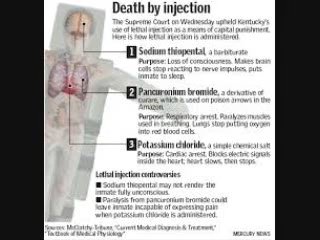 Death by injection
The Supreme Court on Wednesday upheld Kentucky's
use of lethal injection as a means of capital punishment.
Here is how lethal injection is administered.
1 Sodium thiopental, a barbiturate
Purpose: Loss of consciousness. Makes brain
cells stop reacting to nerve impulses, puts
inmate to sleep.
2 Pancuronium bromide, a derivative of
curare, which is used on poison arrows in the
Amazon.
Purpose: Respiratory arrest. Paralyzes muscles
used in breathing. Lungs stop putting oxygen
into red blood cells.
3 Potassium chloride, a simple chemical salt
Purpose: Cardiac arrest. Blocks electric signals
inside the heart, heart slows, then stops.
Lethal injection controversies
■ Sodium thiopental may not render the
inmate fully unconscious.
■ Paralysis from pancuronium bromide could
leave inmate incapable of expressing pain
when potassium chloride is administered.
Sources: McClatchy-Tribune, "Current Medical Diagnosis & Treatment,"
"Textbook of Medical Physiology"
MERCURY NEWS